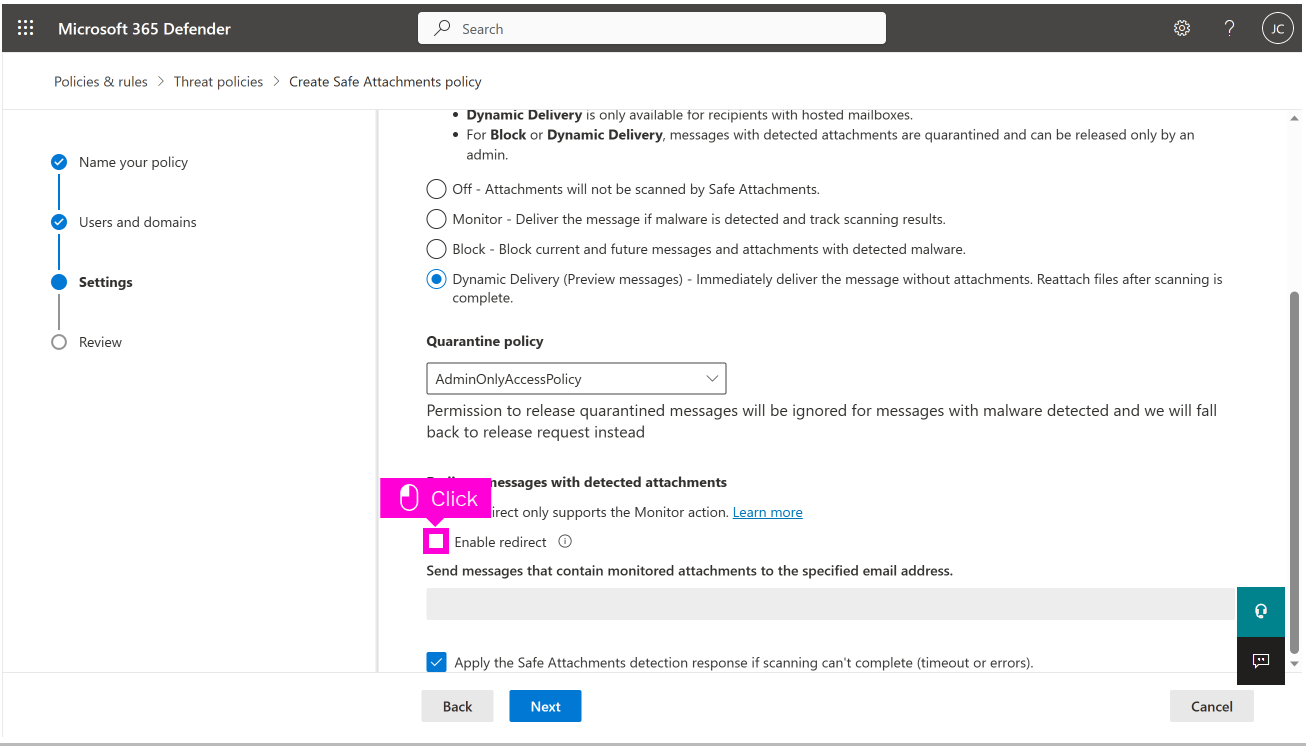 Microsoft 365 Defender
Search
?
JC
Policies & rules > Threat policies > Create Safe Attachments policy
Name your policy
Users and domains
Settings
Review
• Dynamic Delivery is only available for recipients with hosted mailboxes.
• For Block or Dynamic Delivery, messages with detected attachments are quarantined and can be released only by an
admin.
Off - Attachments will not be scanned by Safe Attachments.
Monitor - Deliver the message if malware is detected and track scanning results.
Block - Block current and future messages and attachments with detected malware.
Dynamic Delivery (Preview messages) - Immediately deliver the message without attachments. Reattach files after scanning is
complete.
Quarantine policy
AdminOnlyAccessPolicy
Permission to release quarantined messages will be ignored for messages with malware detected and we will fall
back to release request instead
messages with detected attachments
Click
direct only supports the Monitor action. Learn more
Enable redirect
Send messages that contain monitored attachments to the specified email address.
Apply the Safe Attachments detection response if scanning can't complete (timeout or errors).
Back
Next
Cancel